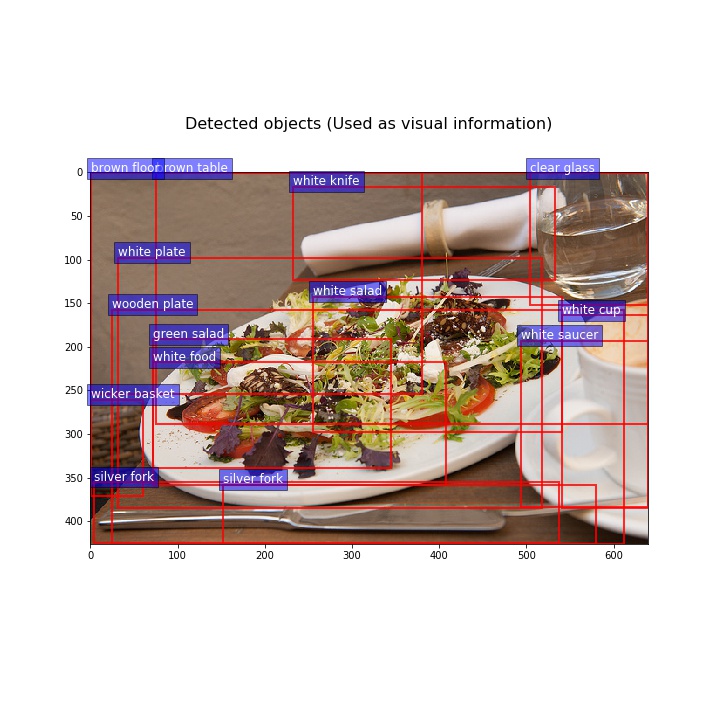 Detected objects (Used as visual information)
brown floor
rown table
clear glass
white knife
white plate
white salad
wooden plate
white cup
green salad
white saucer
white food
wicker basket
silver fork
silver fork
0
50
100
150
200
250
300
350
400
0 100 200 300 400 500 600